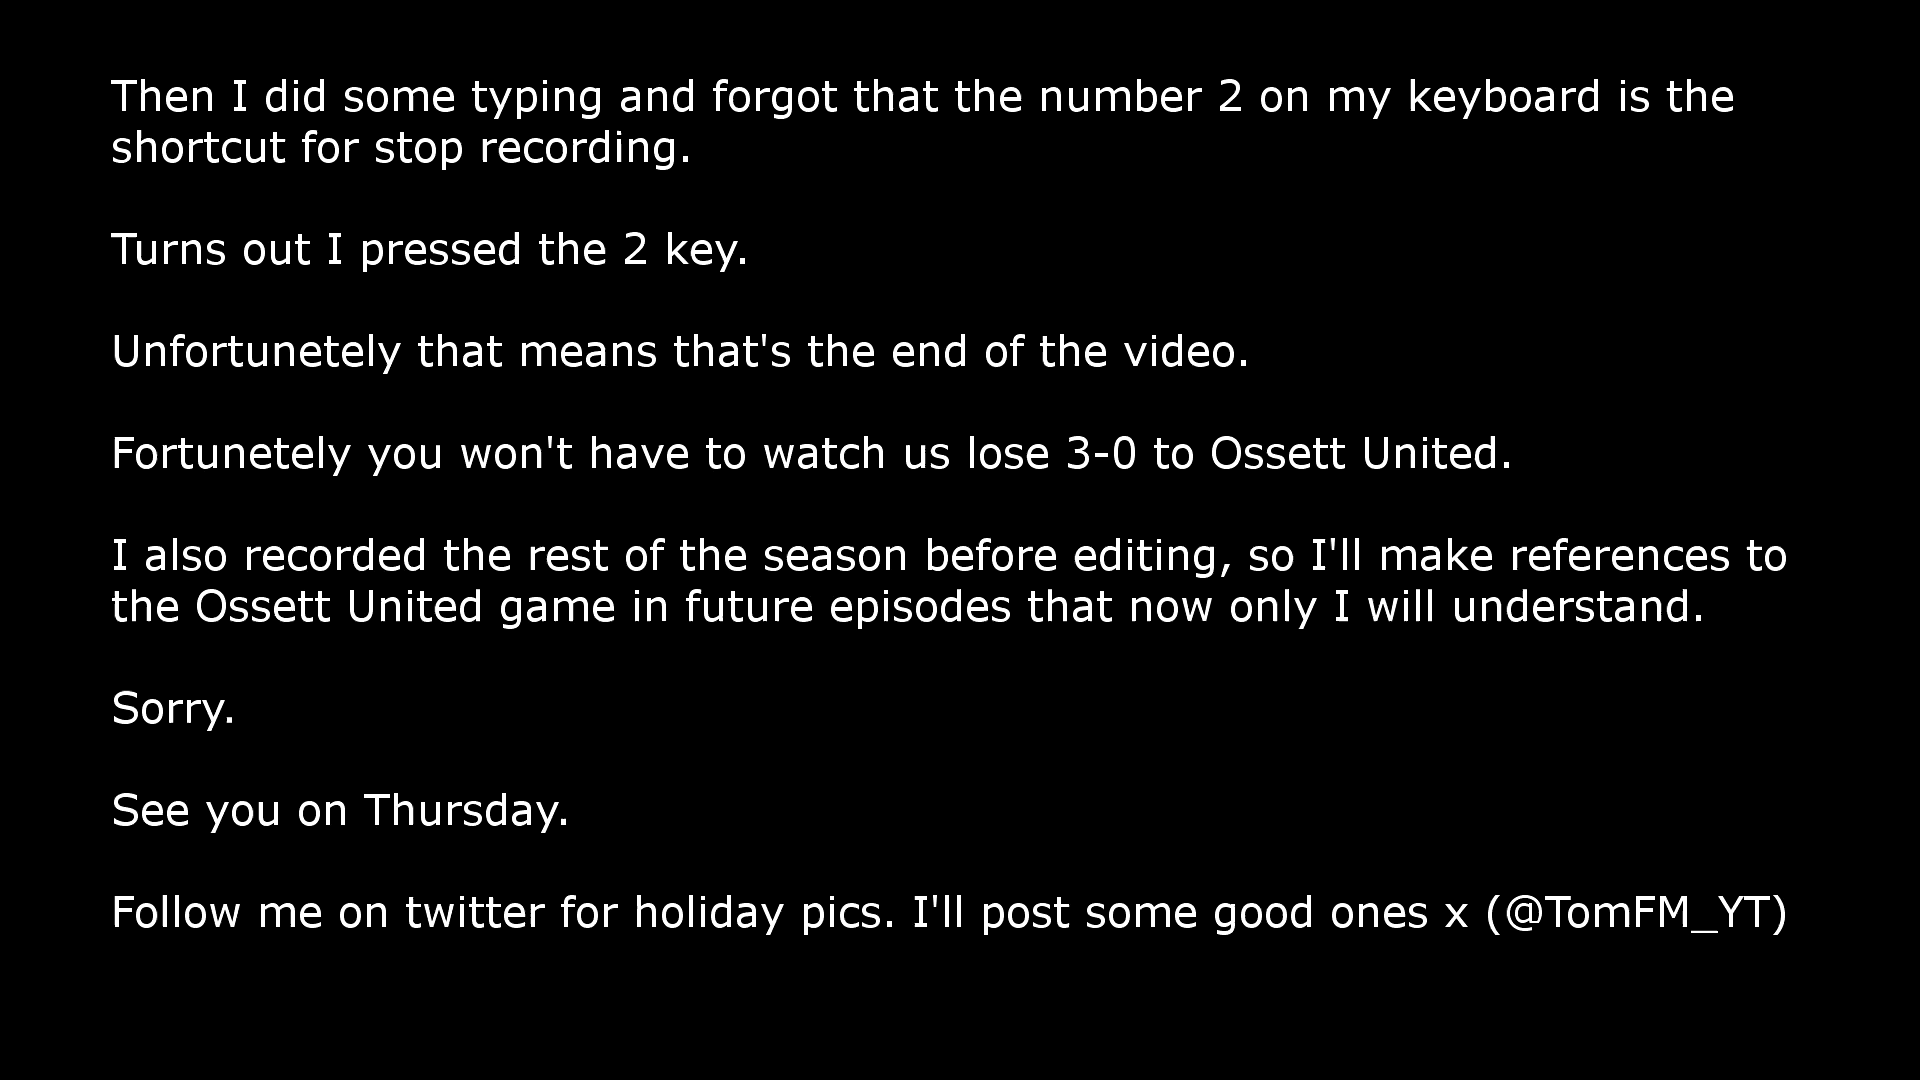 Then I did some typing and forgot that the number 2 on my keyboard is the
shortcut for stop recording.
Turns out I pressed the 2 key.
Unfortunetely that means that's the end of the video.
Fortunetely you won't have to watch us lose 3-0 to Ossett United.
I also recorded the rest of the season before editing, so I'll make references to
the Ossett United game in future episodes that now only I will understand.
Sorry.
See you on Thursday.
Follow me on twitter for holiday pics. I'll post some good ones x (@TomFM_YT)